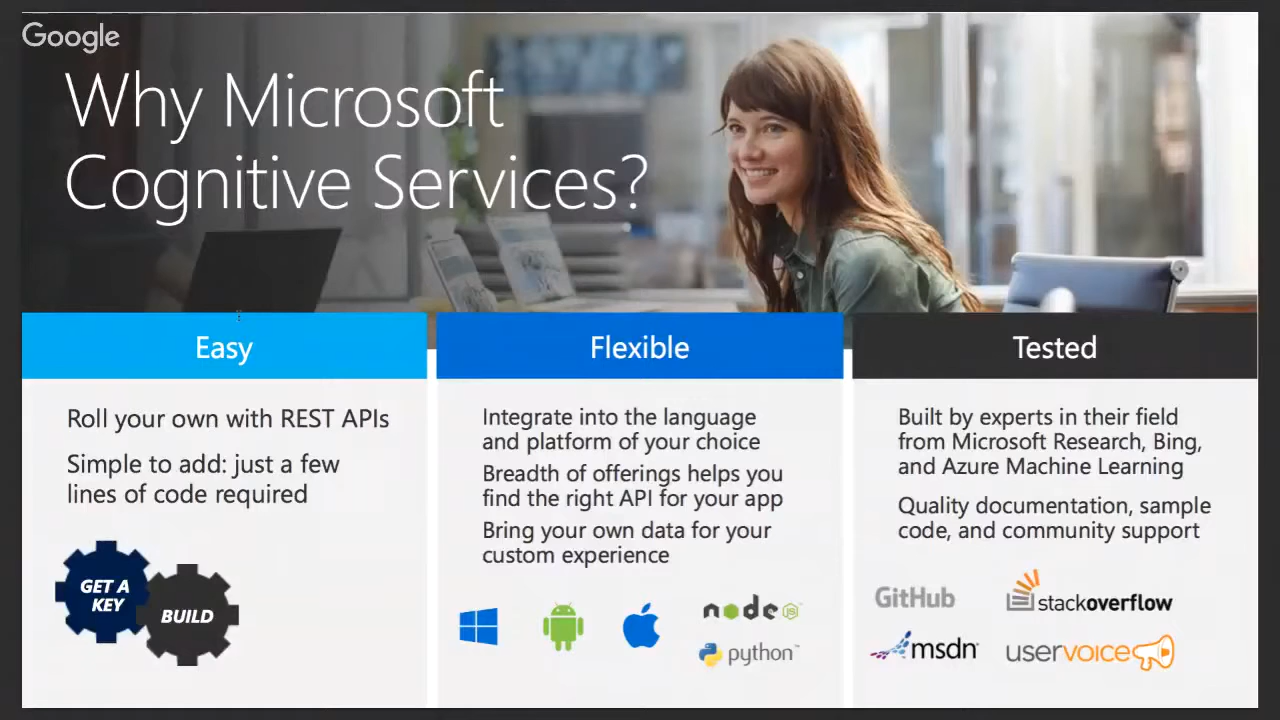 Google
Why Microsoft
Cognitive Services?
Easy
Roll your own with REST APIs
Simple to add: just a few
lines of code required
GET A
KEY
BUILD
Flexible
Integrate into the language
and platform of your choice
Breadth of offerings helps you
find the right API for your app
Bring your own data for your
custom experience
node
JS
python™
Tested
Built by experts in their field
from Microsoft Research, Bing,
and Azure Machine Learning
Quality documentation, sample
code, and community support
GitHub
stackoverflow
msdn
uservoice